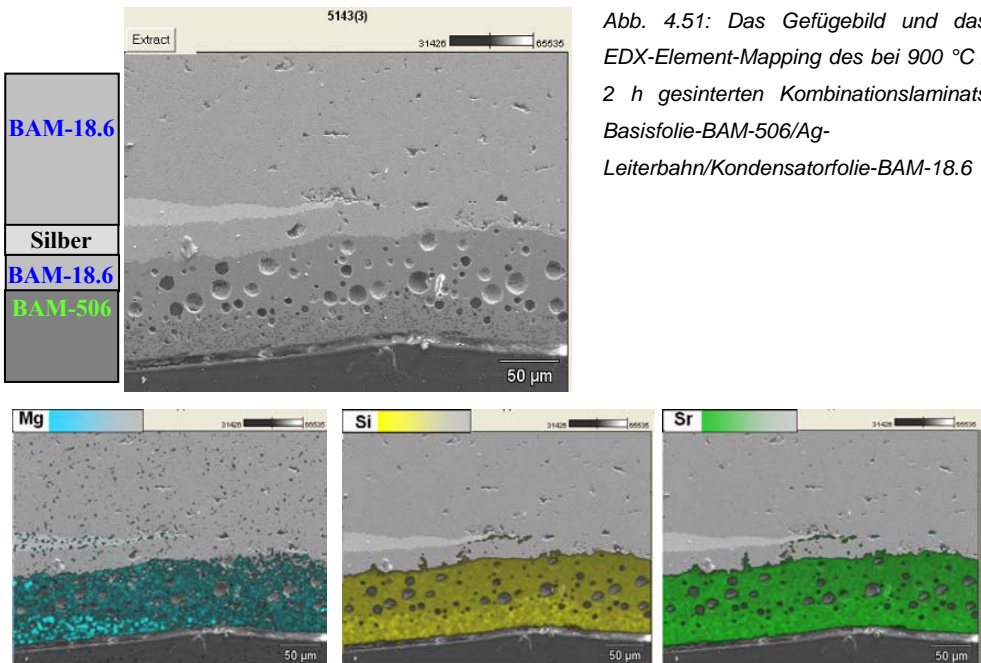 5143(3)
Extract
31426 65535
BAM-18.6
Silber
BAM-18.6
BAM-506
50 µm
Abb. 4.51: Das Gefügebild und das
EDX-Element-Mapping des bei 900 °C
2 h gesinterten Kombinationslaminats
Basisfolie-BAM-506/Ag-
Leiterbahn/Kondensatorfolie-BAM-18.6
Mg
31426 65535
50 µm
Si
31426 65535
50 µm
Sr
31426 65535
50 µm